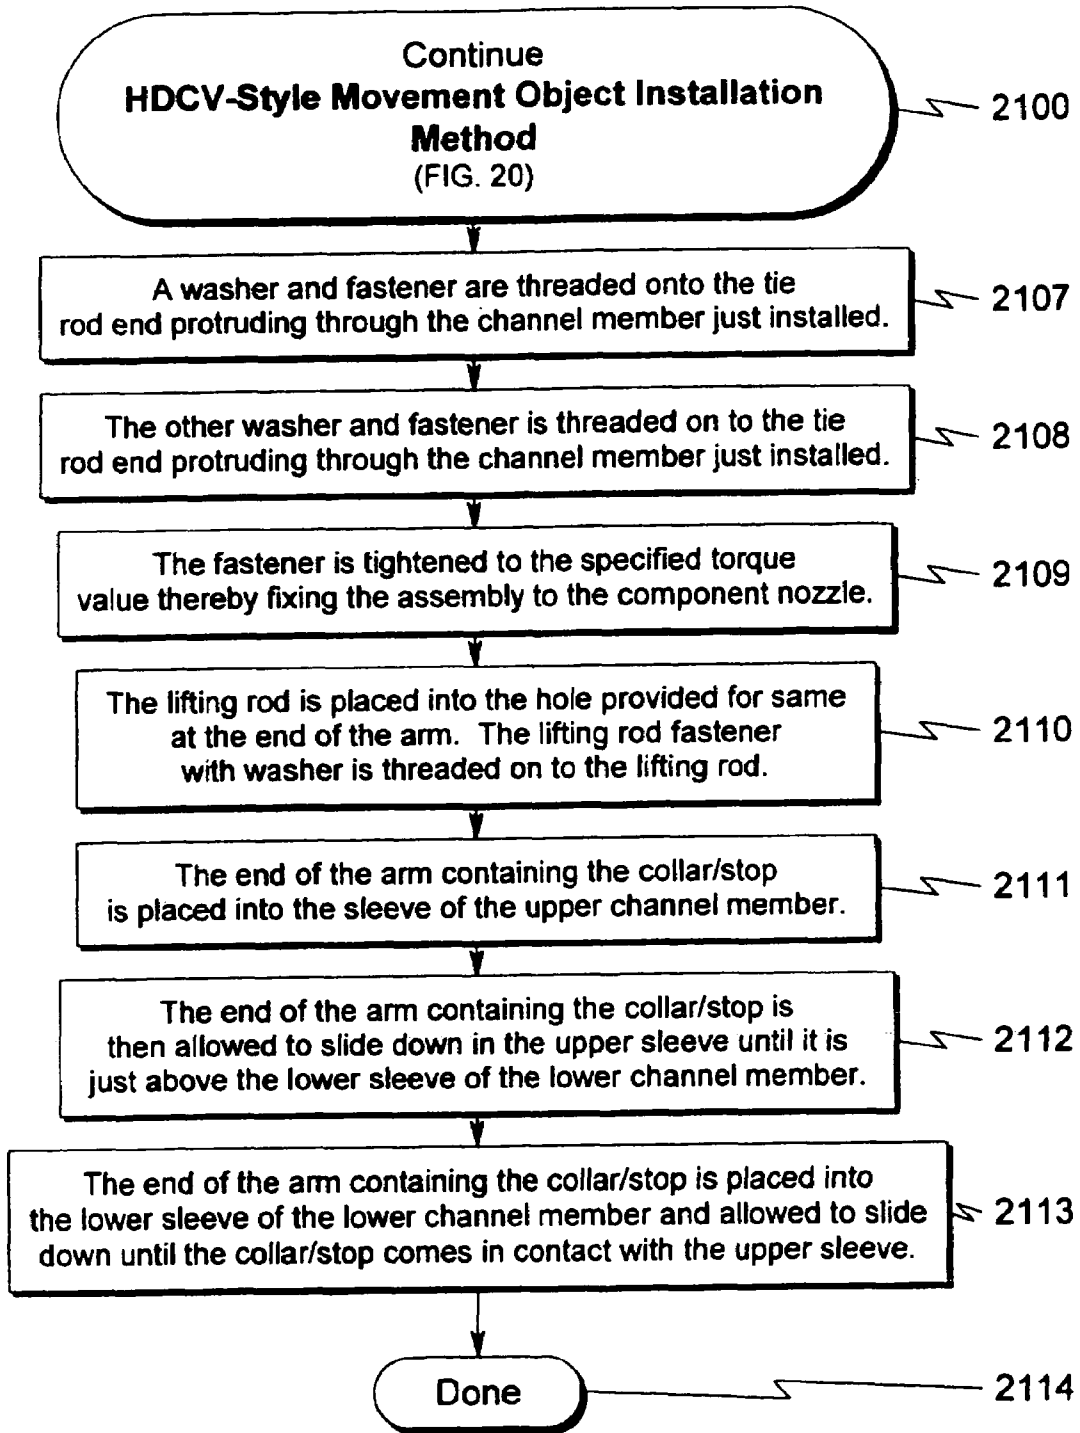 Continue
HDCV-Style Movement Object Installation
Method
(FIG. 20)
2100
A washer and fastener are threaded onto the tie
rod end protruding through the channel member just installed.
2107
The other washer and fastener is threaded on to the tie
rod end protruding through the channel member just installed.
2108
The fastener is tightened to the specified torque
value thereby fixing the assembly to the component nozzle.
2109
The lifting rod is placed into the hole provided for same
at the end of the arm. The lifting rod fastener
with washer is threaded on to the lifting rod.
2110
The end of the arm containing the collar/stop
is placed into the sleeve of the upper channel member.
2111
The end of the arm containing the collar/stop is
then allowed to slide down in the upper sleeve until it is
just above the lower sleeve of the lower channel member.
2112
The end of the arm containing the collar/stop is placed into
the lower sleeve of the lower channel member and allowed to slide
down until the collar/stop comes in contact with the upper sleeve.
2113
Done
2114